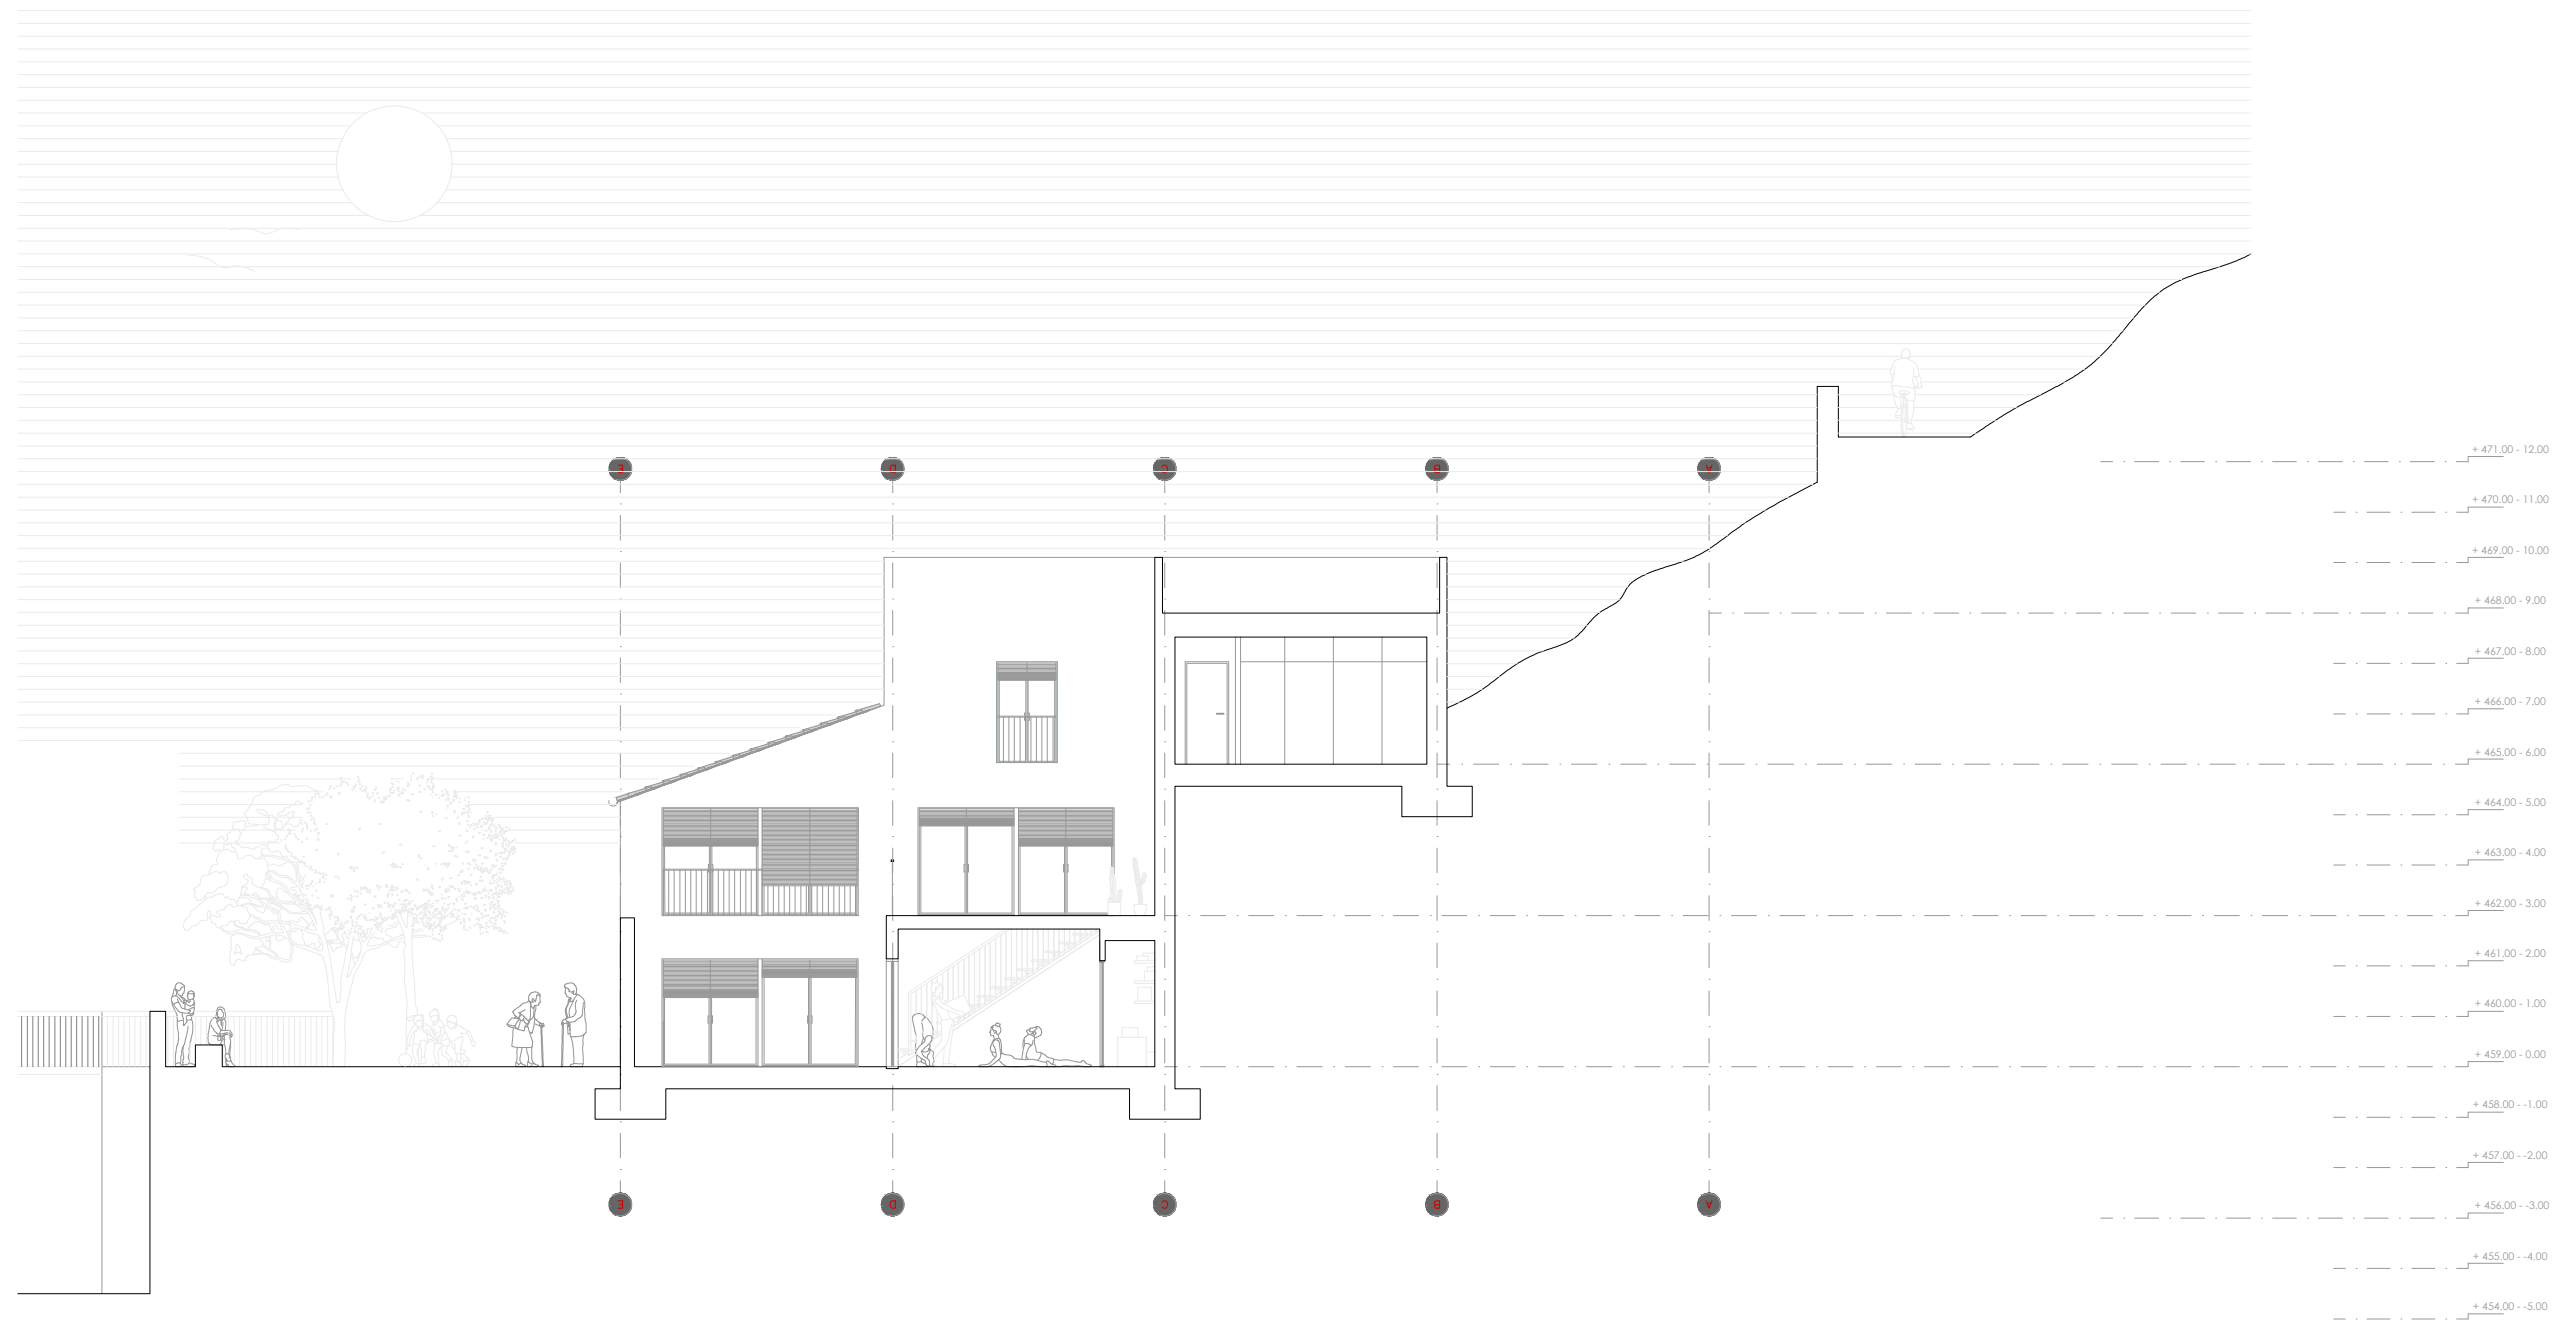 E D C B A
+ 471.00 - 12.00
+ 470.00 - 11.00
+ 469.00 - 10.00
+ 468.00 - 9.00
+ 467.00 - 8.00
+ 466.00 - 7.00
+ 465.00 - 6.00
+ 464.00 - 5.00
+ 463.00 - 4.00
+ 462.00 - 3.00
+ 461.00 - 2.00
+ 460.00 - 1.00
+ 459.00 - 0.00
+ 458.00 - -1.00
+ 457.00 - -2.00
E D C B A
+ 456.00 - -3.00
+ 455.00 - -4.00
+ 454.00 - -5.00